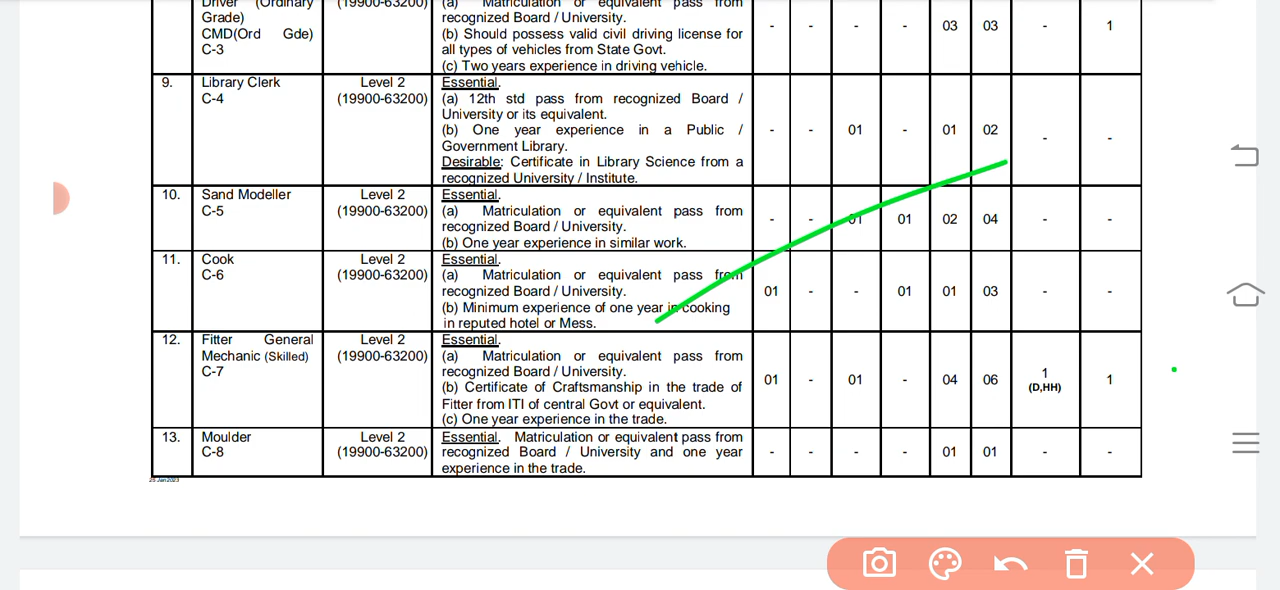 Driver (Ordinary
Grade)
CMD(Ord Gde)
C-3
(19900-63200)
(a) Matriculation or equivalent pass from
recognized Board / University.
(b) Should possess valid civil driving license for
all types of vehicles from State Govt.
(c) Two years experience in driving vehicle.
- - - - 03 03 - 1
9. Library Clerk
C-4
Level 2
(19900-63200)
Essential.
(a) 12th std pass from recognized Board /
University or its equivalent.
(b) One year experience in a Public /
Government Library.
Desirable: Certificate in Library Science from a
recognized University / Institute.
- - 01 - 01 02 - -
10. Sand Modeller
C-5
Level 2
(19900-63200)
Essential.
(a) Matriculation or equivalent pass from
recognized Board / University.
(b) One year experience in similar work.
- - 01 01 02 04 - -
11. Cook
C-6
Level 2
(19900-63200)
Essential.
(a) Matriculation or equivalent pass from
recognized Board / University.
(b) Minimum experience of one year in cooking
in reputed hotel or Mess.
01 - - 01 01 03 - -
12. Fitter General
Mechanic (Skilled)
C-7
Level 2
(19900-63200)
Essential.
(a) Matriculation or equivalent pass from
recognized Board / University.
(b) Certificate of Craftsmanship in the trade of
Fitter from ITI of central Govt or equivalent.
(c) One year experience in the trade.
01 - 01 - 04 06 1
(D,HH)
1
13. Moulder
C-8
Level 2
(19900-63200)
Essential. Matriculation or equivalent pass from
recognized Board / University and one year
experience in the trade.
- - - - 01 01 - -
25 Jan2023